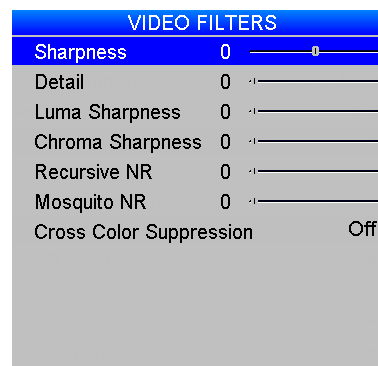 VIDEO FILTERS
Sharpness 0
Detail 0
Luma Sharpness 0
Chroma Sharpness 0
Recursive NR 0
Mosquito NR 0
Cross Color Suppression Off